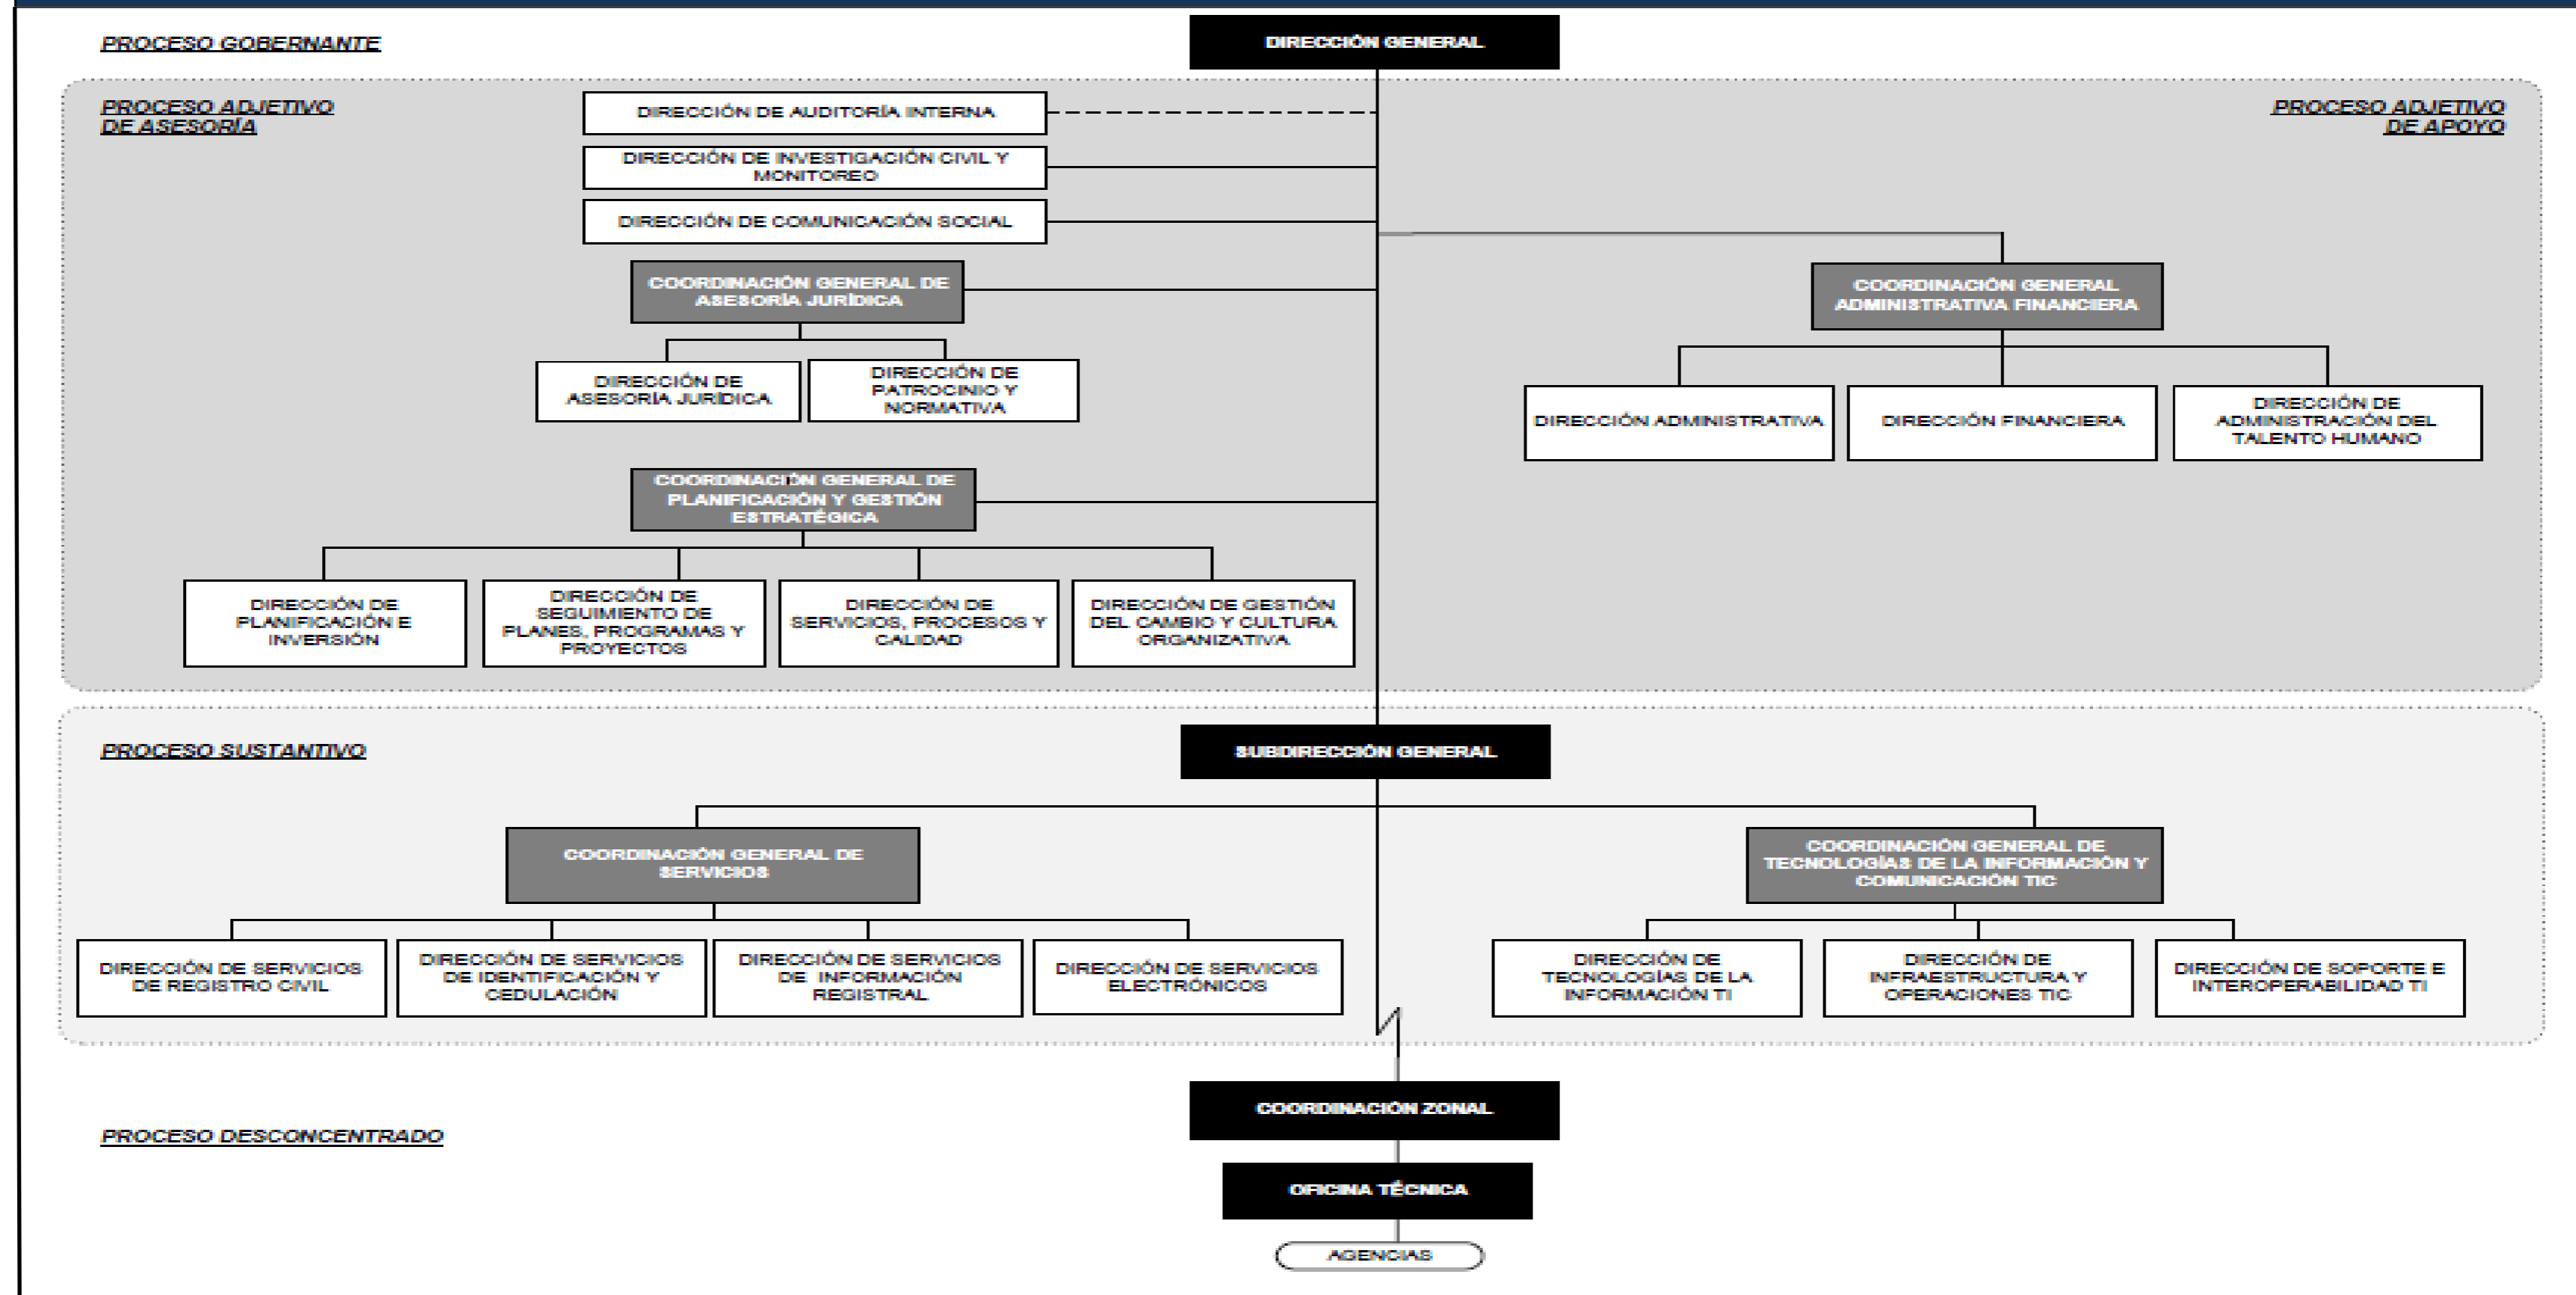 PROCESO GOBERNANTE
DIRECCIÓN GENERAL
PROCESO ADJETIVO
DE ASESORÍA
PROCESO ADJETIVO
DE APOYO
DIRECCIÓN DE AUDITORÍA INTERNA
DIRECCIÓN DE INVESTIGACIÓN CIVIL Y
MONITOREO
DIRECCIÓN DE COMUNICACIÓN SOCIAL
COORDINACIÓN GENERAL DE
ASESORÍA JURÍDICA
COORDINACIÓN GENERAL
ADMINISTRATIVA FINANCIERA
DIRECCIÓN DE
ASESORÍA JURÍDICA
DIRECCIÓN DE
PATROCINIO Y
NORMATIVA
DIRECCIÓN ADMINISTRATIVA
DIRECCIÓN FINANCIERA
DIRECCIÓN DE
ADMINISTRACIÓN DEL
TALENTO HUMANO
COORDINACIÓN GENERAL DE
PLANIFICACIÓN Y GESTIÓN
ESTRATÉGICA
DIRECCIÓN DE
PLANIFICACIÓN E
INVERSIÓN
DIRECCIÓN DE
SEGUIMIENTO DE
PLANES, PROGRAMAS Y
PROYECTOS
DIRECCIÓN DE
SERVICIOS, PROCESOS Y
CALIDAD
DIRECCIÓN DE GESTIÓN
DEL CAMBIO Y CULTURA
ORGANIZATIVA
PROCESO SUSTANTIVO
SUBDIRECCIÓN GENERAL
COORDINACIÓN GENERAL DE
SERVICIOS
COORDINACIÓN GENERAL DE
TECNOLOGÍAS DE LA INFORMACIÓN Y
COMUNICACIÓN TIC
DIRECCIÓN DE SERVICIOS
DE REGISTRO CIVIL
DIRECCIÓN DE SERVICIOS
DE IDENTIFICACIÓN Y
CEDULACIÓN
DIRECCIÓN DE SERVICIOS
DE INFORMACIÓN
REGISTRAL
DIRECCIÓN DE SERVICIOS
ELECTRÓNICOS
DIRECCIÓN DE
TECNOLOGÍAS DE LA
INFORMACIÓN TI
DIRECCIÓN DE
INFRAESTRUCTURA Y
OPERACIONES TIC
DIRECCIÓN DE SOPORTE E
INTEROPERABILIDAD TI
PROCESO DESCONCENTRADO
COORDINACIÓN ZONAL
OFICINA TÉCNICA
AGENCIAS